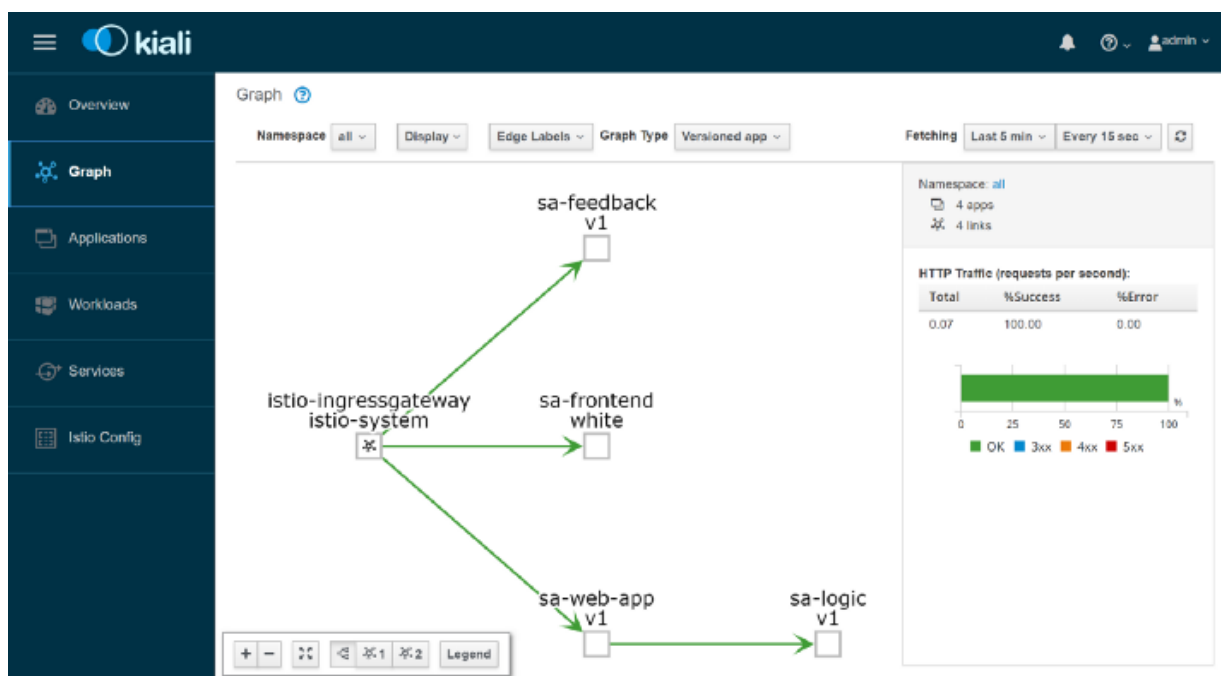 kiali
admin
Overview
Graph
Applications
Workloads
Services
Istio Config
Graph ?
Namespace all Display Edge Labels Graph Type Versioned app Fetching Last 5 min Every 15 sec
sa-feedback
v1
istio-ingressgateway
istio-system
sa-frontend
white
sa-web-app
v1
sa-logic
v1
+ - 1 2 Legend
Namespace: all
4 apps
4 links
HTTP Traffic (requests per second):
Total %Success %Error
0.07 100.00 0.00
%
0 25 50 75 100
OK 3xx 4xx 5xx